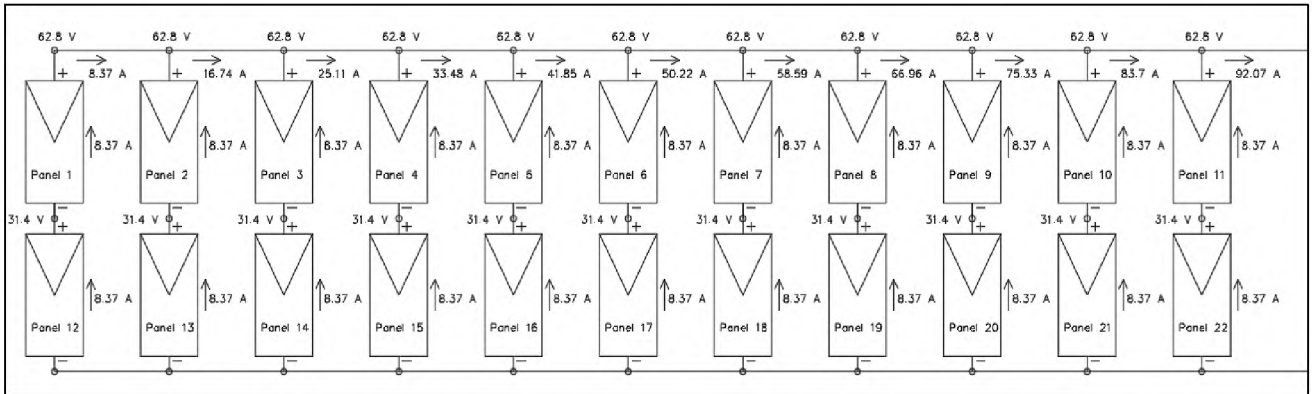 62.8 V 62.8 V 62.8 V 62.8 V 62.8 V 62.8 V 62.8 V 62.8 V 62.8 V 62.8 V 62.8 V
+ 8.37 A + 16.74 A + 25.11 A + 33.48 A + 41.85 A + 50.22 A + 58.59 A + 66.96 A + 75.33 A + 83.7 A + 92.07 A
8.37 A 8.37 A 8.37 A 8.37 A 8.37 A 8.37 A 8.37 A 8.37 A 8.37 A 8.37 A 8.37 A
Panel 1 Panel 2 Panel 3 Panel 4 Panel 5 Panel 6 Panel 7 Panel 8 Panel 9 Panel 10 Panel 11
− − − − − − − − − − −
31.4 V 31.4 V 31.4 V 31.4 V 31.4 V 31.4 V 31.4 V 31.4 V 31.4 V 31.4 V 31.4 V
+ + + + + + + + + + +
8.37 A 8.37 A 8.37 A 8.37 A 8.37 A 8.37 A 8.37 A 8.37 A 8.37 A 8.37 A 8.37 A
Panel 12 Panel 13 Panel 14 Panel 15 Panel 16 Panel 17 Panel 18 Panel 19 Panel 20 Panel 21 Panel 22
− − − − − − − − − − −